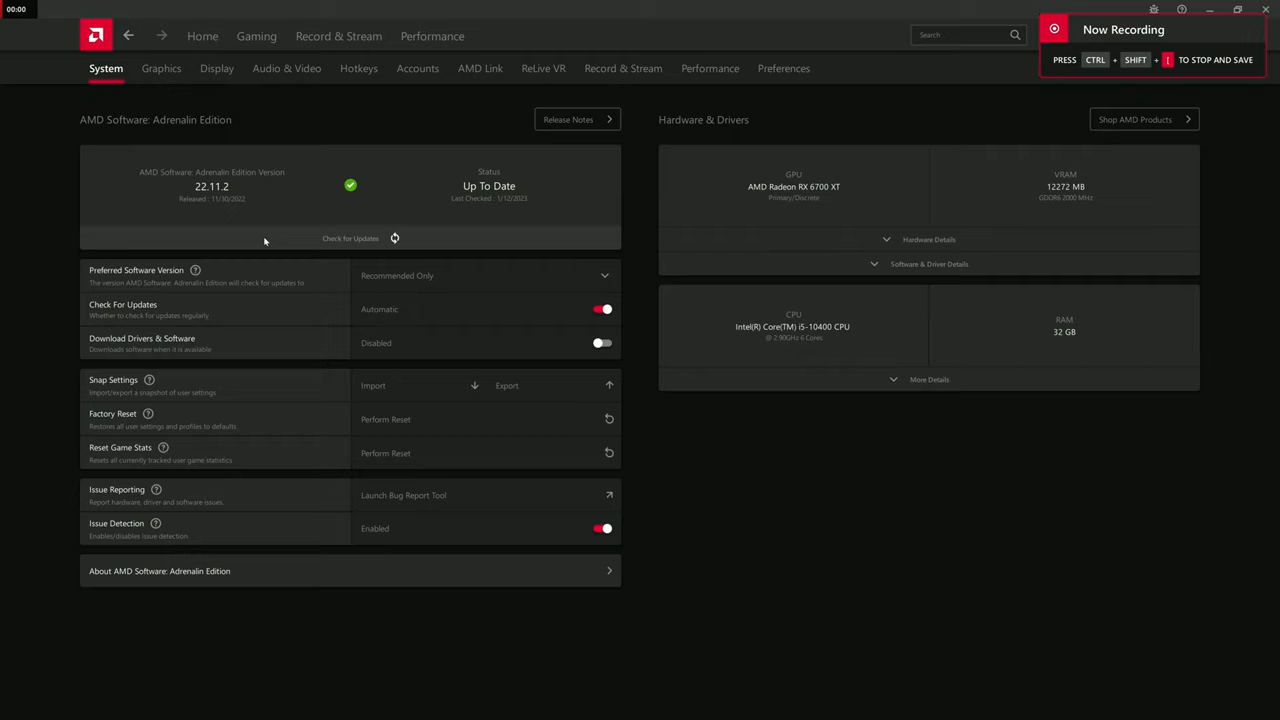 00:00
Home
Gaming
Record & Stream
Performance
Search
Now Recording
PRESS CTRL + SHIFT + [ TO STOP AND SAVE
System
Graphics
Display
Audio & Video
Hotkeys
Accounts
AMD Link
ReLive VR
Record & Stream
Performance
Preferences
AMD Software: Adrenalin Edition
Release Notes
AMD Software: Adrenalin Edition Version
22.11.2
Released : 11/30/2022
Status
Up To Date
Last Checked : 1/12/2023
Check for Updates
Preferred Software Version
The version AMD Software: Adrenalin Edition will check for updates to
Recommended Only
Check For Updates
Whether to check for updates regularly
Automatic
Download Drivers & Software
Downloads software when it is available
Disabled
Snap Settings
Import/export a snapshot of user settings
Import
Export
Factory Reset
Restores all user settings and profiles to defaults
Perform Reset
Reset Game Stats
Resets all currently tracked user game statistics
Perform Reset
Issue Reporting
Report hardware, driver and software issues.
Launch Bug Report Tool
Issue Detection
Enables/disables issue detection
Enabled
About AMD Software: Adrenalin Edition
Hardware & Drivers
Shop AMD Products
GPU
AMD Radeon RX 6700 XT
Primary/Discrete
VRAM
12272 MB
GDDR6 2000 MHz
Hardware Details
Software & Driver Details
CPU
Intel(R) Core(TM) i5-10400 CPU
@ 2.90GHz 6 Cores
RAM
32 GB
More Details